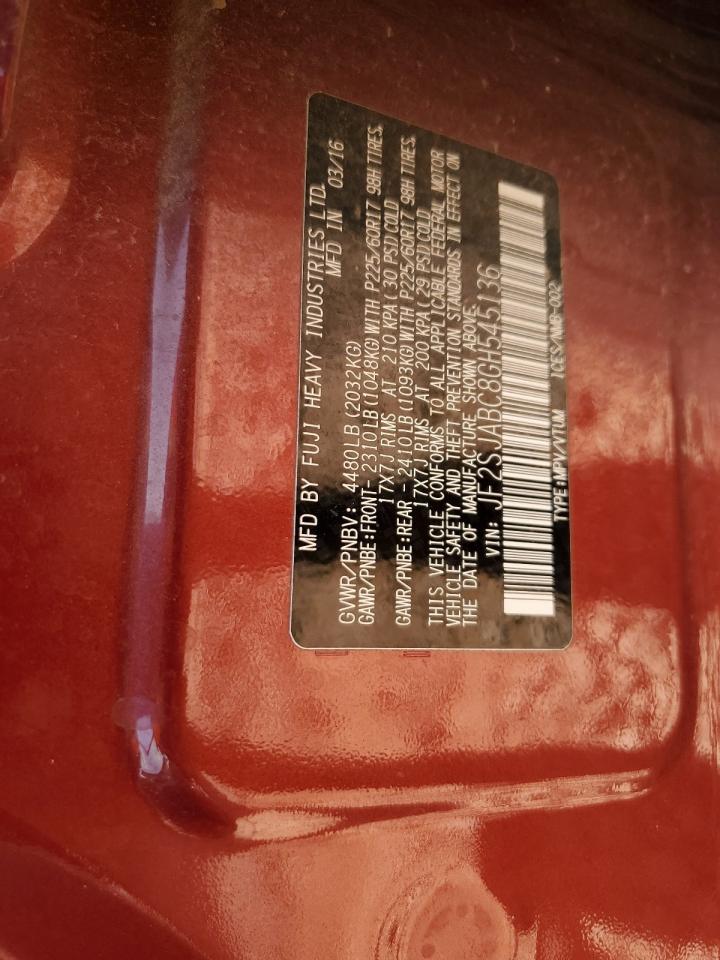 MFD BY FUJI HEAVY INDUSTRIES LTD.
MFD IN 03/16
GVWR/PNBV: 4480LB(2032KG)
GAWR/PNBE:FRONT- 2310LB(1048KG)WITH P225/60R17 98H TIRES,
17X7J RIMS AT 210 KPA( 30 PSI)COLD
GAWR/PNBE:REAR - 2410LB(1093KG)WITH P225/60R17 98H TIRES,
17X7J RIMS AT 200 KPA( 29 PSI)COLD
THIS VEHICLE CONFORMS TO ALL APPLICABLE FEDERAL MOTOR
VEHICLE SAFETY AND THEFT PREVENTION STANDARDS IN EFFECT ON
THE DATE OF MANUFACTURE SHOWN ABOVE.
VIN: JF2SJABC8GH545136
TYPE:MPV/VTUM ICES/NMB-002